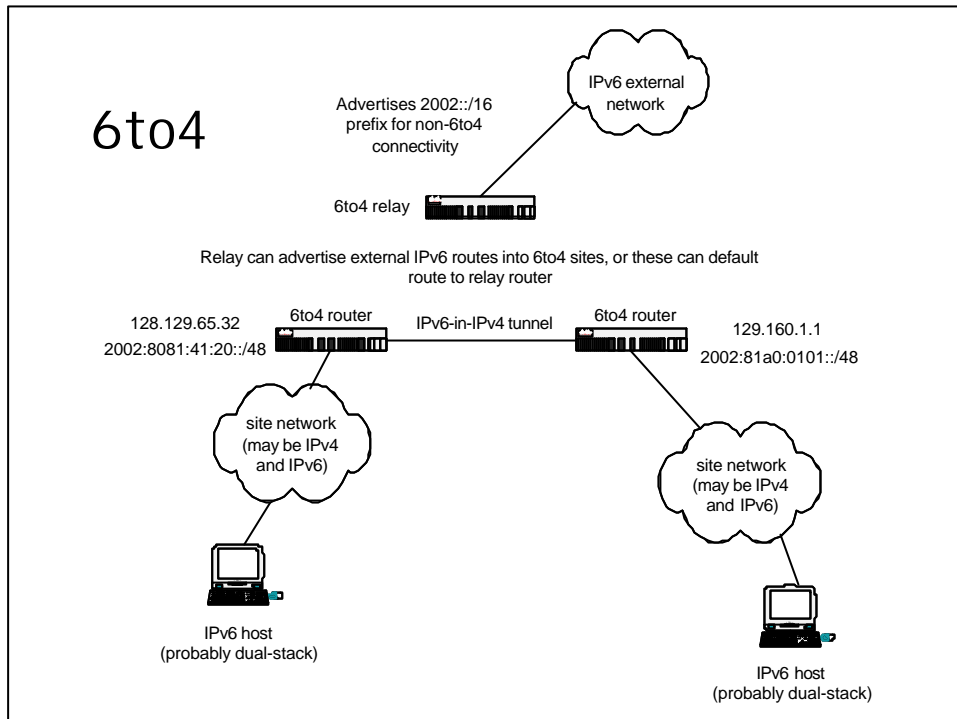 6to4
IPv6 external
network
Advertises 2002::/16
prefix for non-6to4
connectivity
6to4 relay
Relay can advertise external IPv6 routes into 6to4 sites, or these can default
route to relay router
128.129.65.32
2002:8081:41:20::/48
6to4 router
IPv6-in-IPv4 tunnel
6to4 router
129.160.1.1
2002:81a0:0101::/48
site network
(may be IPv4
and IPv6)
site network
(may be IPv4
and IPv6)
IPv6 host
(probably dual-stack)
IPv6 host
(probably dual-stack)